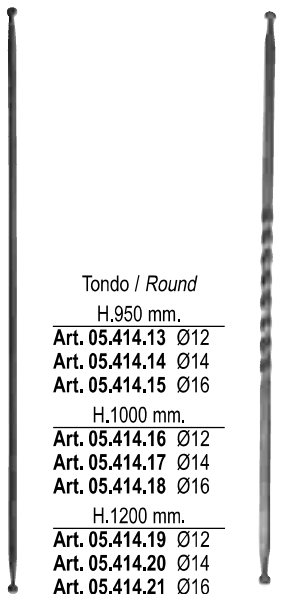 Tondo / Round
H.950 mm.
Art. 05.414.13 Ø12
Art. 05.414.14 Ø14
Art. 05.414.15 Ø16
H.1000 mm.
Art. 05.414.16 Ø12
Art. 05.414.17 Ø14
Art. 05.414.18 Ø16
H.1200 mm.
Art. 05.414.19 Ø12
Art. 05.414.20 Ø14
Art. 05.414.21 Ø16